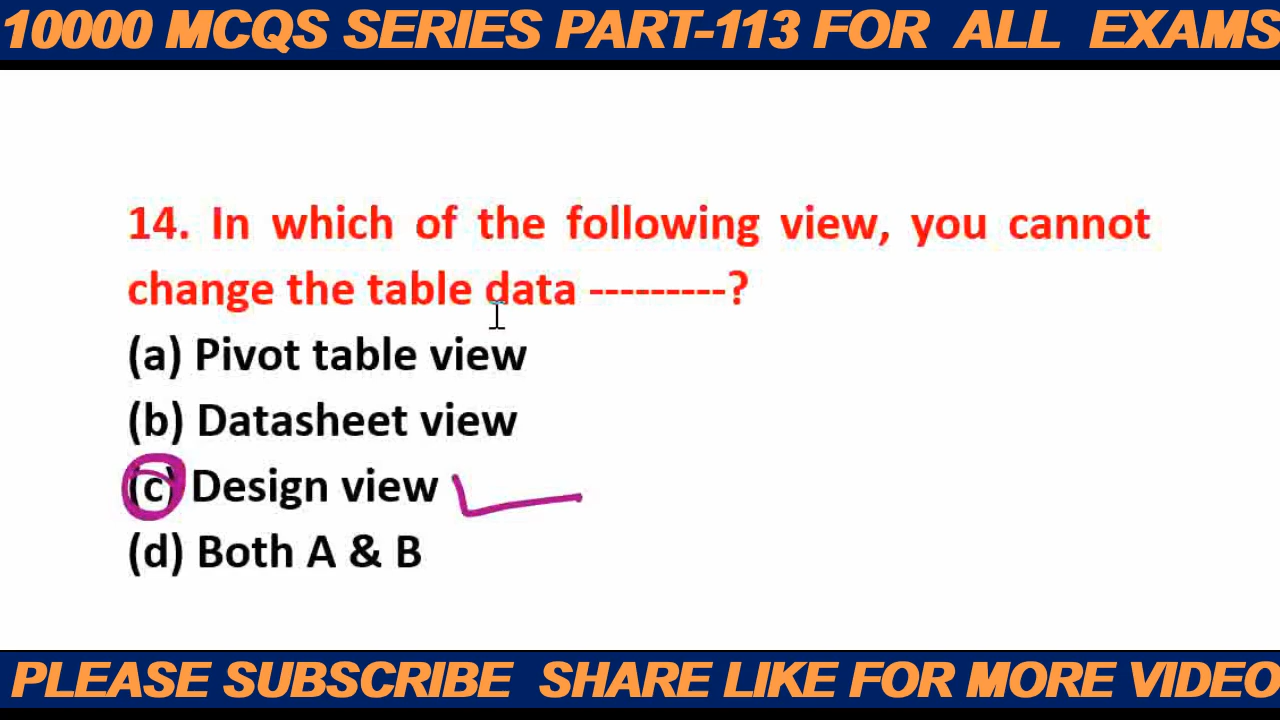 10000 MCQS SERIES PART-113 FOR ALL EXAMS
14. In which of the following view, you cannot
change the table data ---------?
(a) Pivot table view
(b) Datasheet view
(c) Design view
(d) Both A & B
PLEASE SUBSCRIBE SHARE LIKE FOR MORE VIDEO